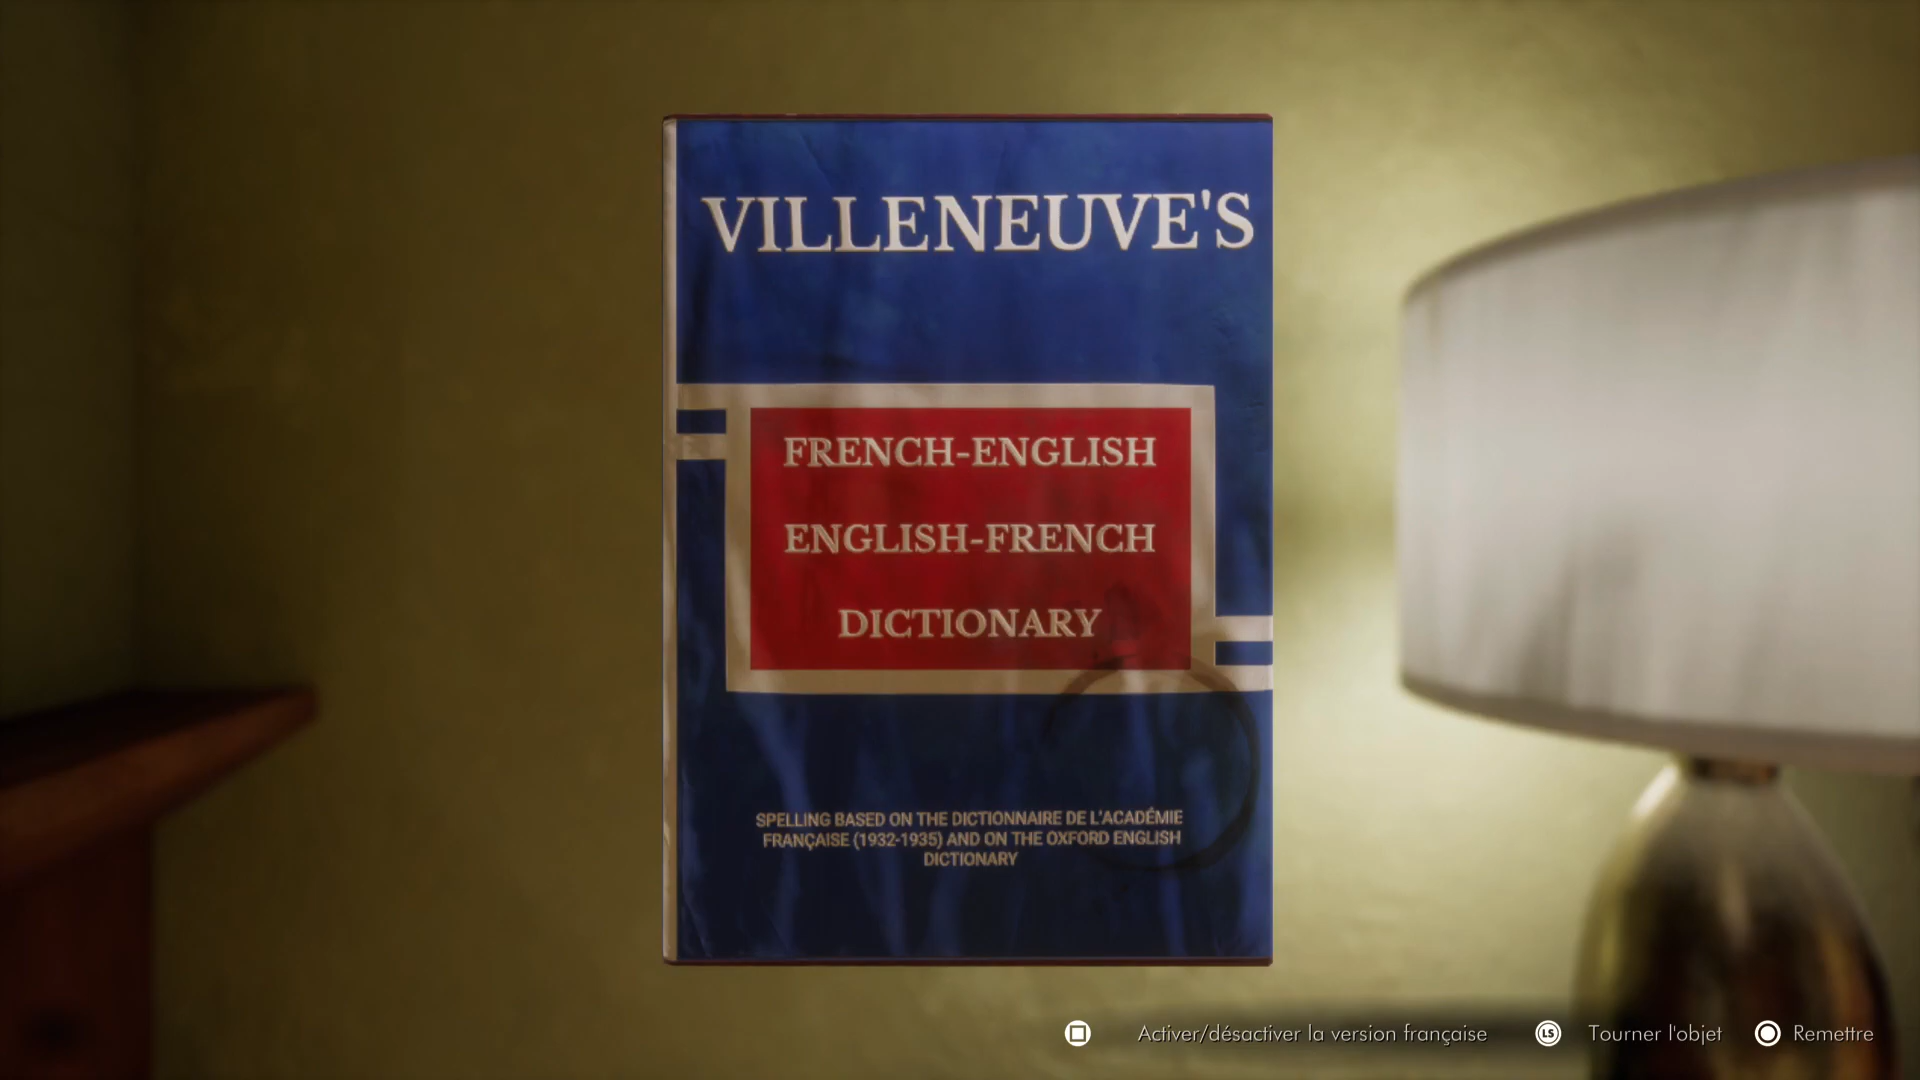 VILLENEUVE'S
FRENCH-ENGLISH
ENGLISH-FRENCH
DICTIONARY
SPELLING BASED ON THE DICTIONNAIRE DE L'ACADÉMIE
FRANÇAISE (1932-1935) AND ON THE OXFORD ENGLISH
DICTIONARY
Activer/désactiver la version française
LS
Tourner l'objet
Remettre